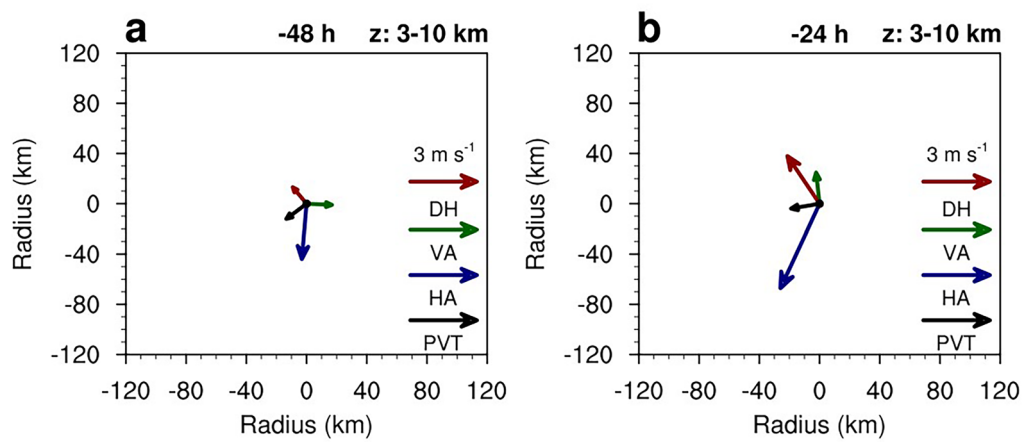 a -48 h z: 3-10 km
120
80
40
0
-40
-80
-120
Radius (km)
-120 -80 -40 0 40 80 120
Radius (km)
3 m s⁻¹
DH
VA
HA
PVT
b -24 h z: 3-10 km
120
80
40
0
-40
-80
-120
Radius (km)
-120 -80 -40 0 40 80 120
Radius (km)
3 m s⁻¹
DH
VA
HA
PVT